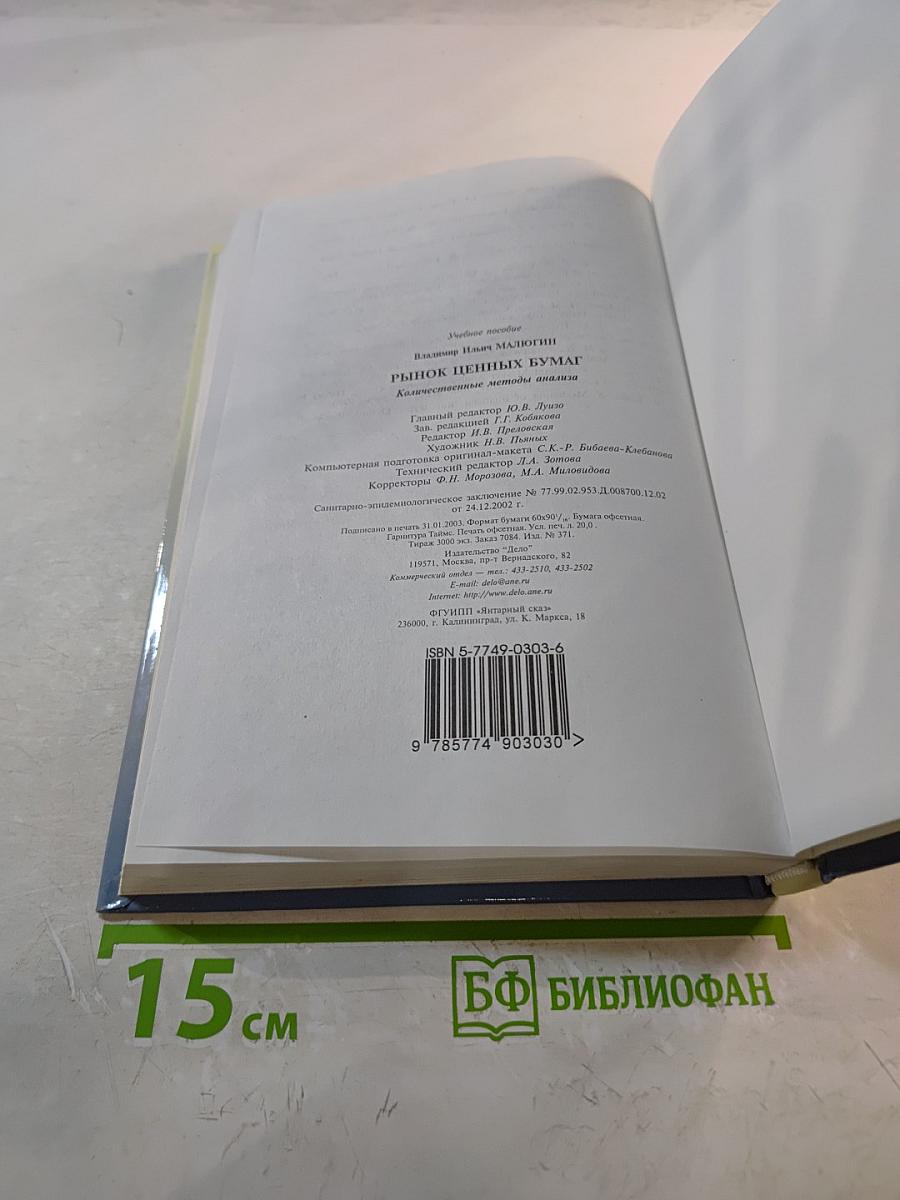 Учебное пособие
Владимир Ильич МАЛЮГИН
РЫНОК ЦЕННЫХ БУМАГ
Количественные методы анализа
Главный редактор Ю.В. Луизо
Зав. редакцией Г.Г. Кобякова
Редактор И.В. Преловская
Художник Н.В. Пьяных
Компьютерная подготовка оригинал-макета С.К.-Р. Бибаева-Клебанова
Технический редактор Л.А. Зотова
Корректоры Ф.Н. Морозова, М.А. Миловидова
Санитарно-эпидемиологическое заключение № 77.99.02.953.Д.008700.12.02
от 24.12.2002 г.
Подписано в печать 31.01.2003. Формат бумаги 60х90¹/₁₆. Бумага офсетная.
Гарнитура Таймс. Печать офсетная. Усл. печ. л. 20,0 .
Тираж 3000 экз. Заказ 7084. Изд. № 371.
Издательство "Дело"
119571, Москва, пр-т Вернадского, 82
Коммерческий отдел — тел.: 433-2510, 433-2502
E-mail: delo@ane.ru
Internet: http://www.delo.ane.ru
ФГУИПП «Янтарный сказ»
236000, г. Калининград, ул. К. Маркса, 18
ISBN 5-7749-0303-6
9 785774 903030 >
15 см
БФ БИБЛИОФАН